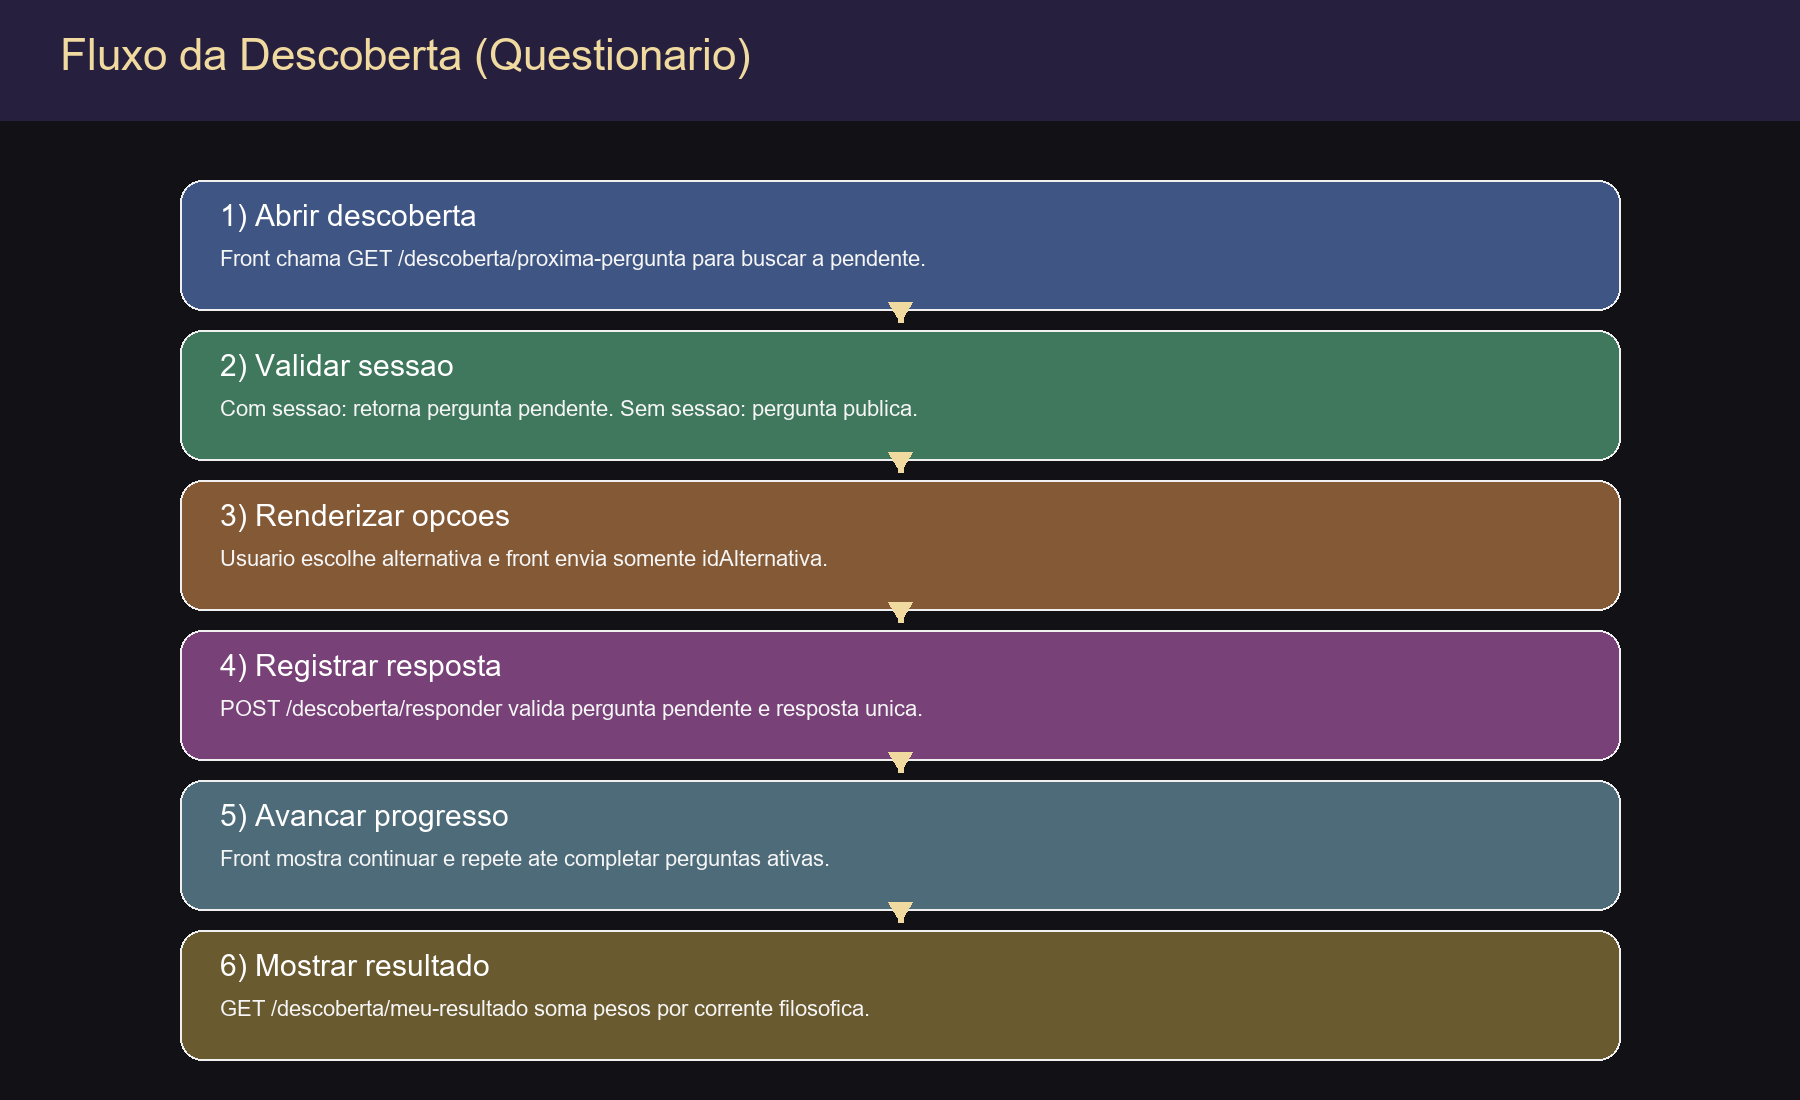 Fluxo da Descoberta (Questionario)
1) Abrir descoberta
Front chama GET /descoberta/proxima-pergunta para buscar a pendente.
2) Validar sessao
Com sessao: retorna pergunta pendente. Sem sessao: pergunta publica.
3) Renderizar opcoes
Usuario escolhe alternativa e front envia somente idAlternativa.
4) Registrar resposta
POST /descoberta/responder valida pergunta pendente e resposta unica.
5) Avancar progresso
Front mostra continuar e repete ate completar perguntas ativas.
6) Mostrar resultado
GET /descoberta/meu-resultado soma pesos por corrente filosofica.